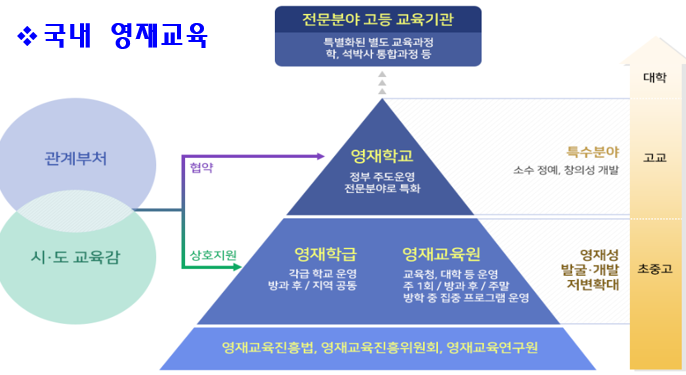 ❖국내 영재교육
전문분야 고등 교육기관
특별화된 별도 교육과정
학, 석박사 통합과정 등
대학
관계부처
협약
영재학교
정부 주도운영
전문분야로 특화
특수분야
소수 정예, 창의성 개발
고교
시·도 교육감
상호지원
영재학급
각급 학교 운영
방과 후 / 지역 공동
영재교육원
교육청, 대학 등 운영
주 1회 / 방과 후 / 주말
방학 중 집중 프로그램 운영
영재성
발굴·개발
저변확대
초중고
영재교육진흥법, 영재교육진흥위원회, 영재교육연구원